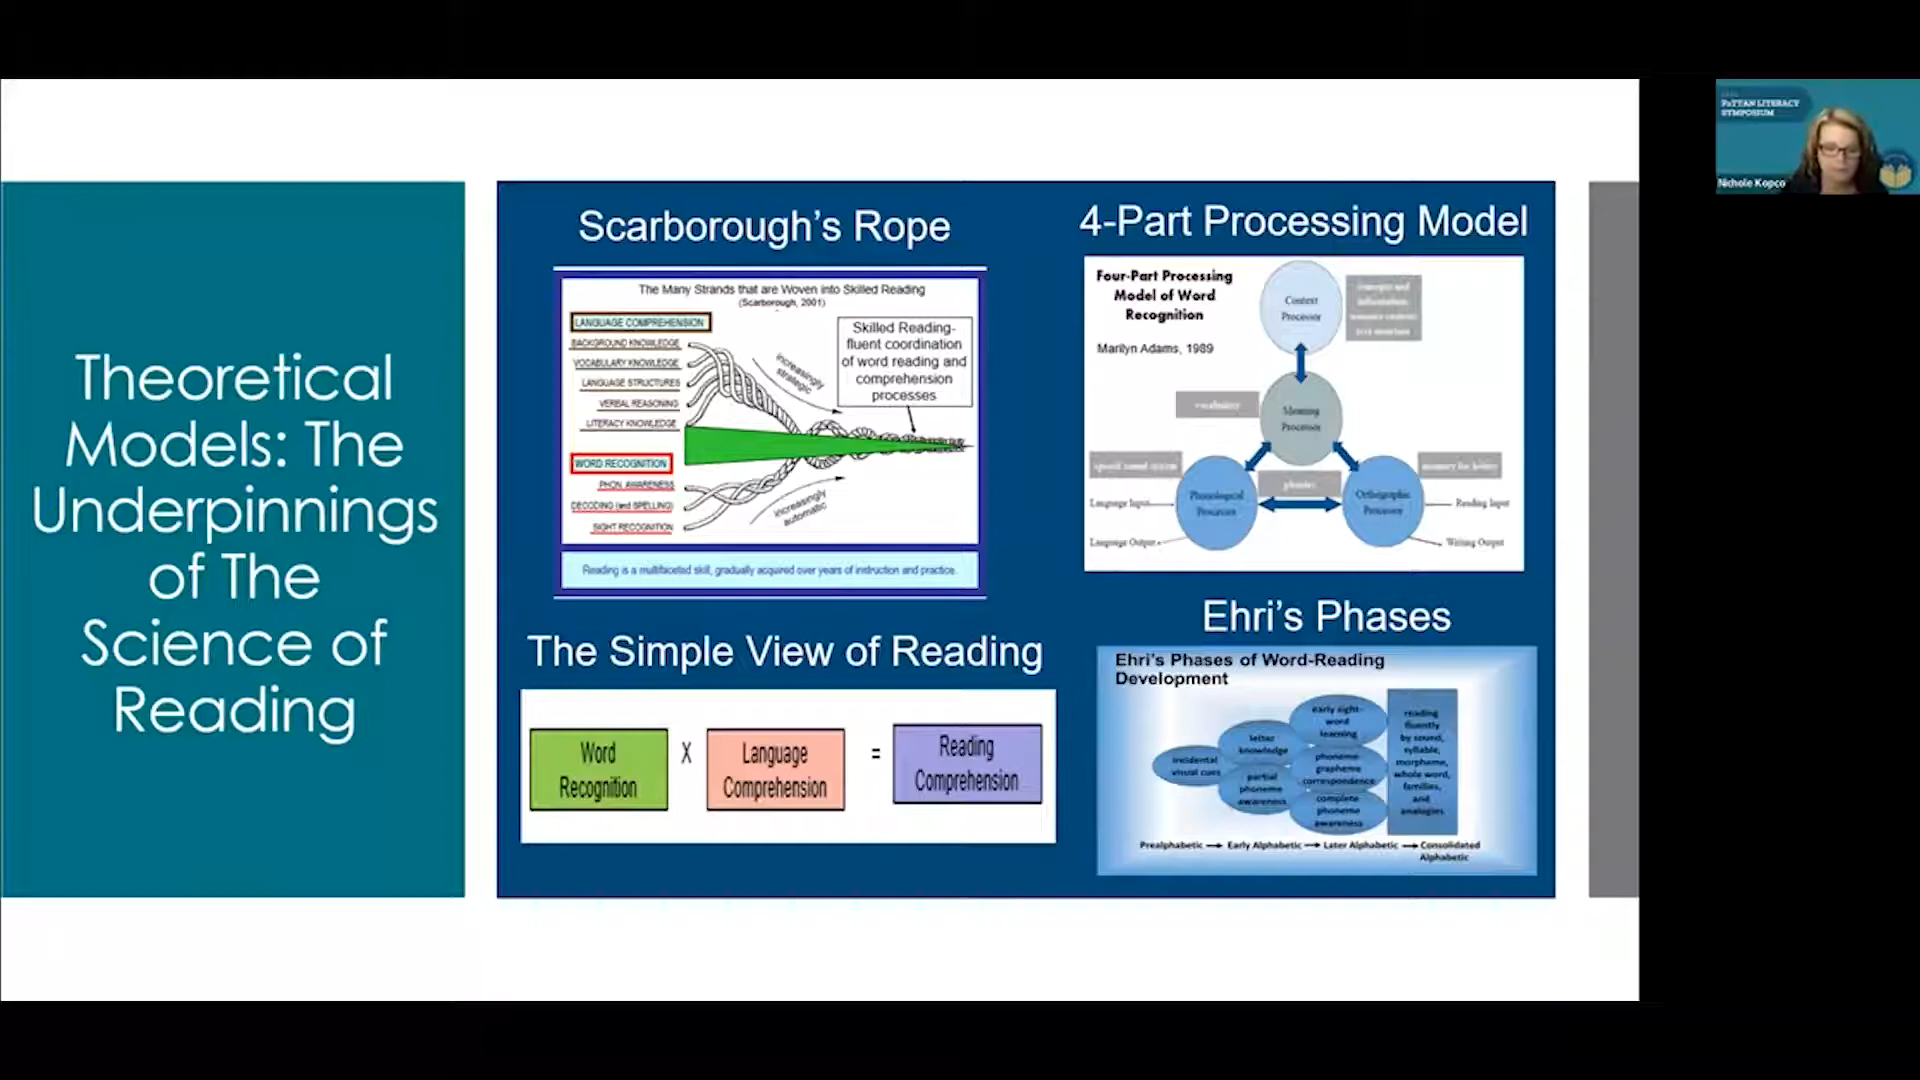 Theoretical
Models: The
Underpinnings
of The
Science of
Reading
Scarborough's Rope
The Many Strands that are Woven into Skilled Reading
(Scarborough, 2001)
LANGUAGE COMPREHENSION
BACKGROUND KNOWLEDGE
VOCABULARY KNOWLEDGE
LANGUAGE STRUCTURES
VERBAL REASONING
LITERACY KNOWLEDGE
WORD RECOGNITION
PHON. AWARENESS
DECODING (and SPELLING)
SIGHT RECOGNITION
increasingly
strategic
increasingly
automatic
Skilled Reading-
fluent coordination
of word reading and
comprehension
processes
Reading is a multifaceted skill, gradually acquired over years of instruction and practice.
4-Part Processing Model
Four-Part Processing
Model of Word
Recognition
Marilyn Adams, 1989
Context
Processor
vocabulary
Meaning
Processor
speech sound system
phonics
memory for letters
Language Input
Phonological
Processor
Orthographic
Processor
Reading Input
Language Output
Writing Output
The Simple View of Reading
Word
Recognition
X
Language
Comprehension
=
Reading
Comprehension
Ehri's Phases
Ehri's Phases of Word-Reading
Development
incidental
visual cues
letter
knowledge
partial
phoneme
awareness
early sight-
word
learning
phoneme
grapheme
correspondence
complete
phoneme
awareness
reading
fluently
by sound,
syllable,
morpheme,
whole word,
families,
and
analogies
Prealphabetic → Early Alphabetic → Later Alphabetic → Consolidated
Alphabetic
PaTTAN LITERACY
SYMPOSIUM
Nichole Kopco